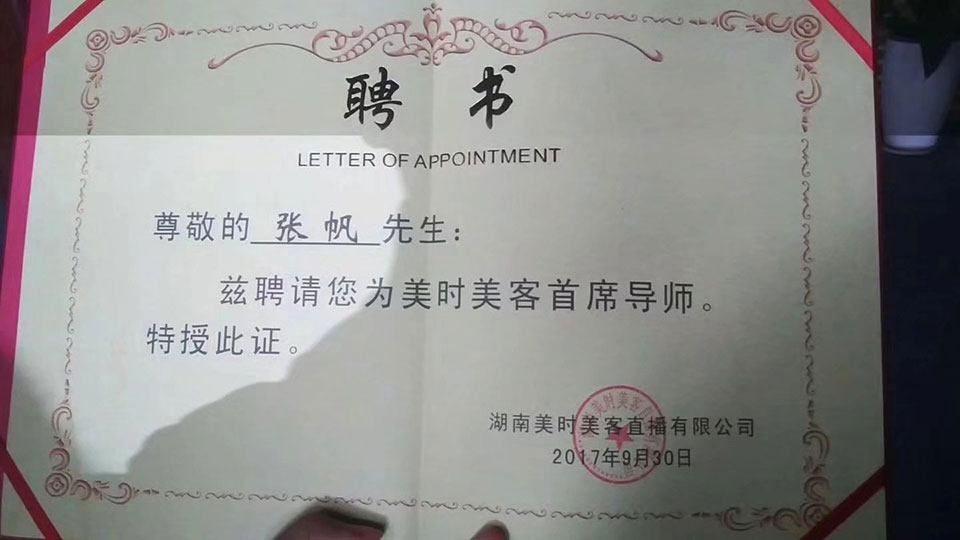 聘 书
LETTER OF APPOINTMENT
尊敬的 张帆 先生：
兹聘请您为美时美客首席导师。
特授此证。
湖南美时美客直播有限公司
2017年9月30日